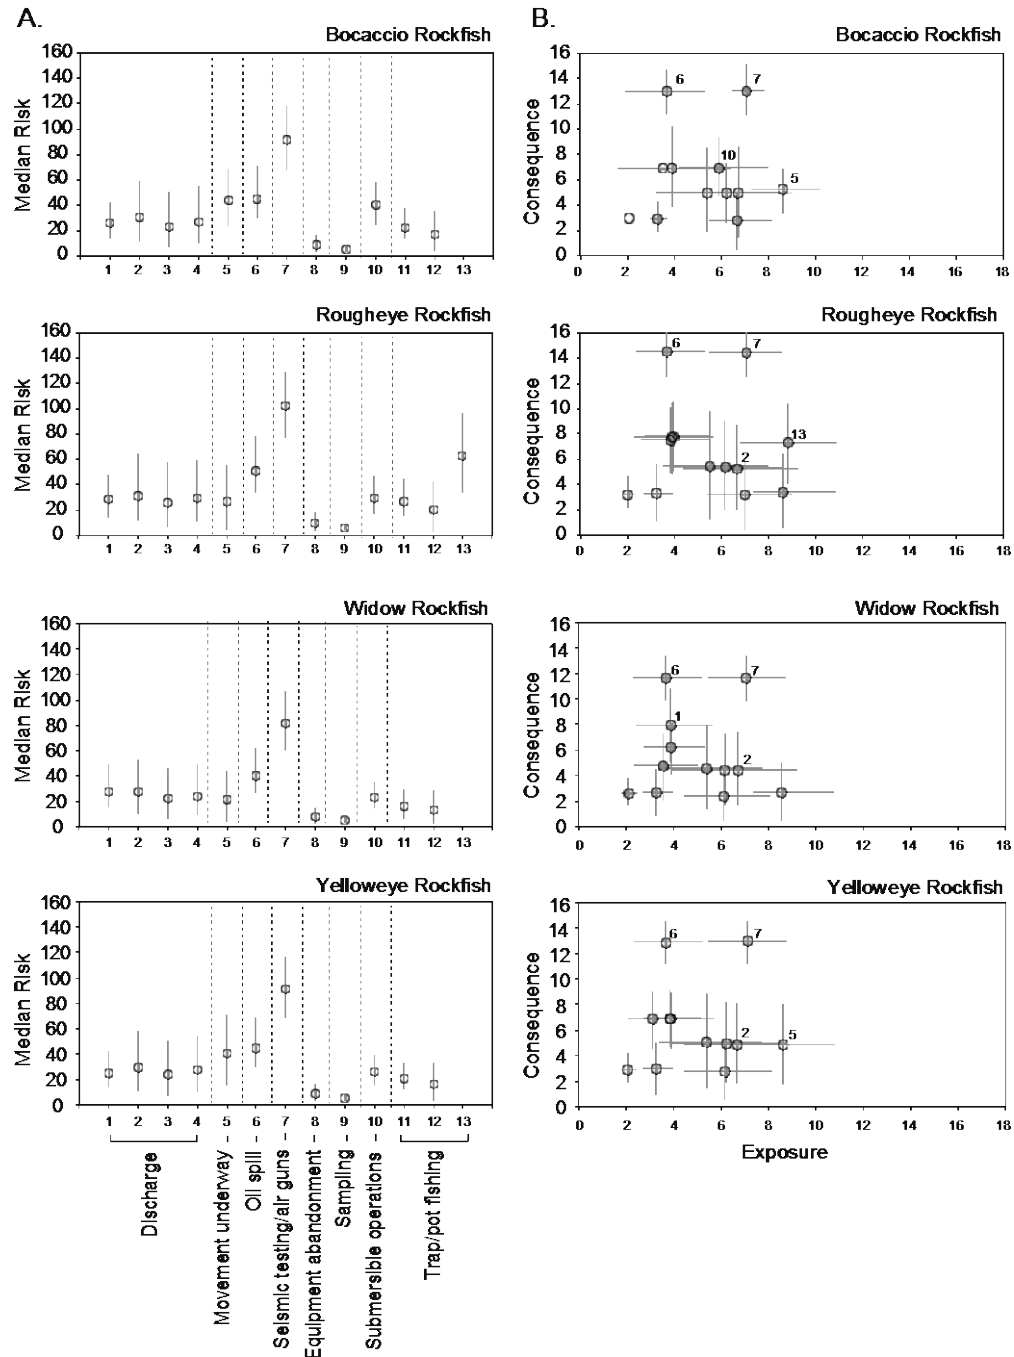 A.
Bocaccio Rockfish
160
140
120
100
80
60
40
20
0
Median Risk
1 2 3 4 5 6 7 8 9 10 11 12 13
Rougheye Rockfish
160
140
120
100
80
60
40
20
0
Median Risk
1 2 3 4 5 6 7 8 9 10 11 12 13
Widow Rockfish
160
140
120
100
80
60
40
20
0
Median Risk
1 2 3 4 5 6 7 8 9 10 11 12 13
Yelloweye Rockfish
160
140
120
100
80
60
40
20
0
Median Risk
1 2 3 4 5 6 7 8 9 10 11 12 13
Discharge
Movement underway
Oil spill
Seismic testing/air guns
Equipment abandonment
Sampling
Submersible operations
Trap/pot fishing
B.
Bocaccio Rockfish
16
14
12
10
8
6
4
2
0
Consequence
6
7
10
5
0 2 4 6 8 10 12 14 16 18
Rougheye Rockfish
16
14
12
10
8
6
4
2
0
Consequence
6
7
13
2
0 2 4 6 8 10 12 14 16 18
Widow Rockfish
16
14
12
10
8
6
4
2
0
Consequence
6
7
1
2
0 2 4 6 8 10 12 14 16 18
Yelloweye Rockfish
16
14
12
10
8
6
4
2
0
Consequence
6
7
2
5
0 2 4 6 8 10 12 14 16 18
Exposure